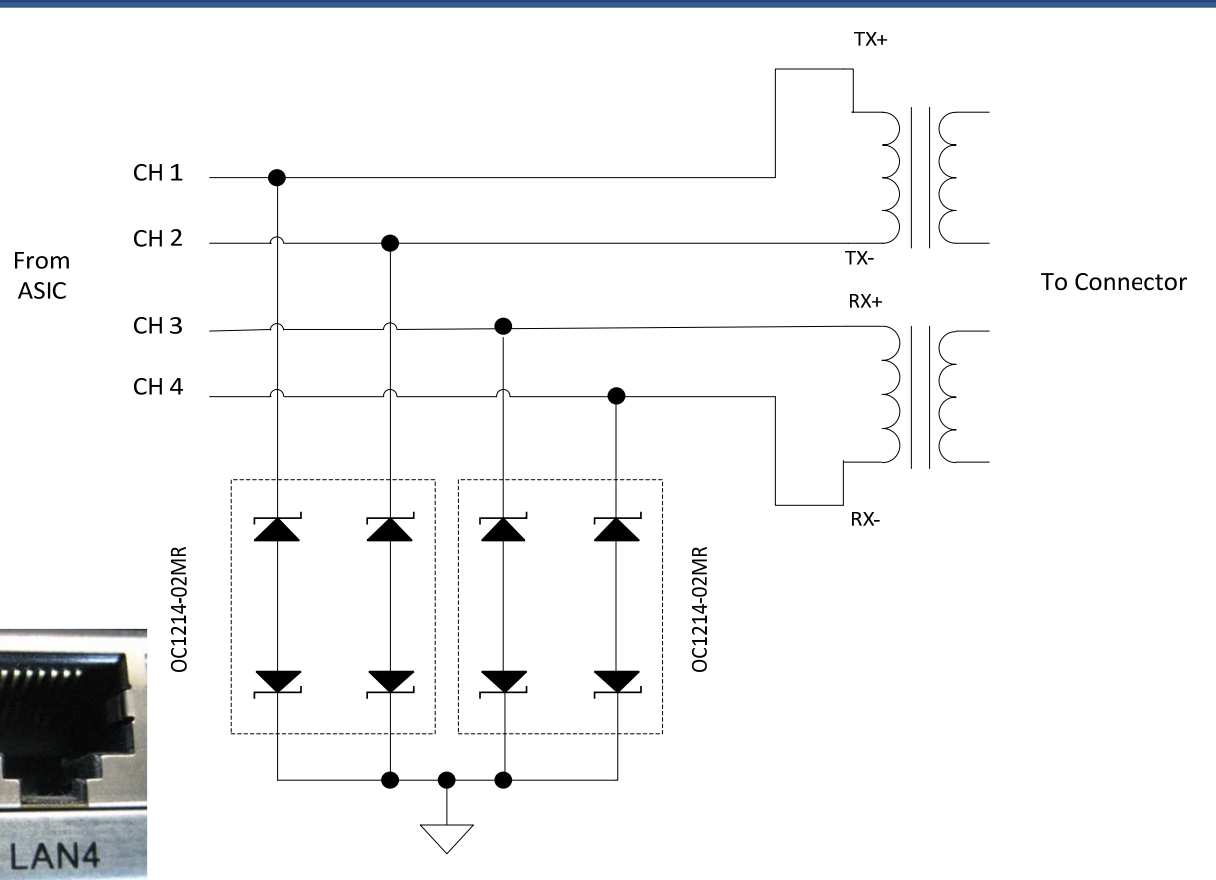 TX+
CH 1
CH 2
TX-
From
ASIC
To Connector
RX+
CH 3
CH 4
RX-
OC1214-02MR
OC1214-02MR
LAN4